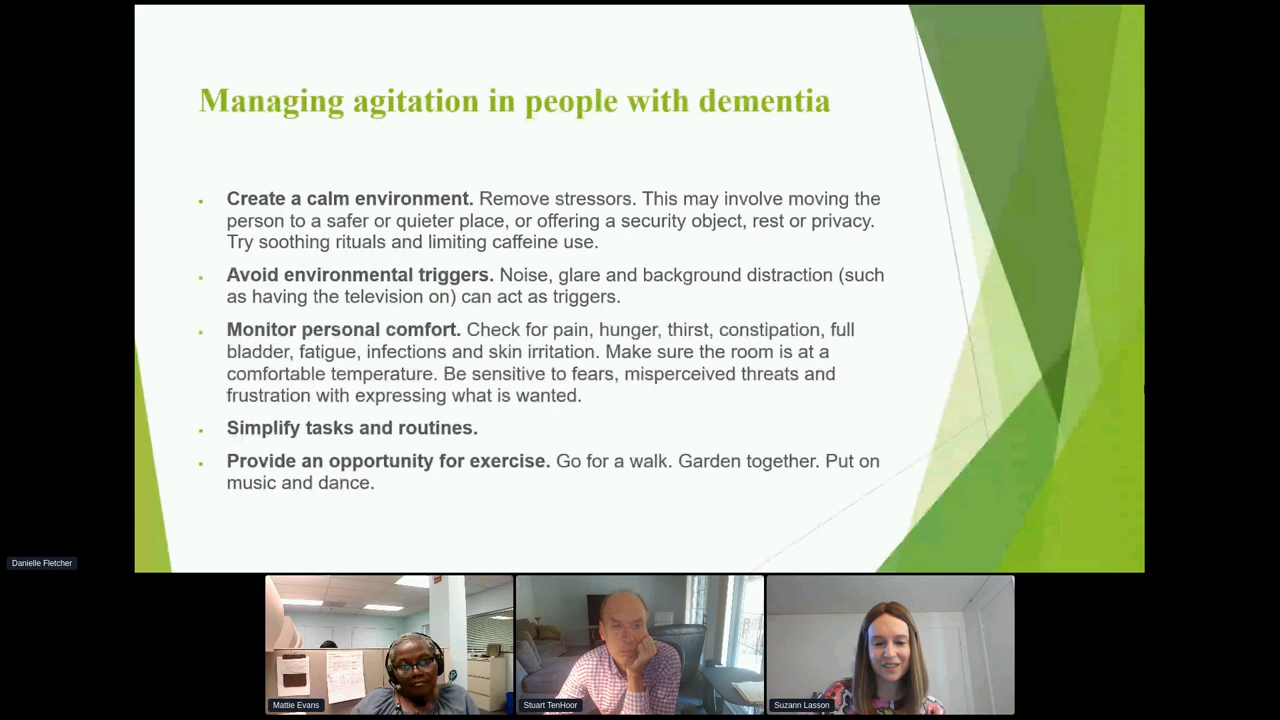 Managing agitation in people with dementia
Create a calm environment. Remove stressors. This may involve moving the
person to a safer or quieter place, or offering a security object, rest or privacy.
Try soothing rituals and limiting caffeine use.
Avoid environmental triggers. Noise, glare and background distraction (such
as having the television on) can act as triggers.
Monitor personal comfort. Check for pain, hunger, thirst, constipation, full
bladder, fatigue, infections and skin irritation. Make sure the room is at a
comfortable temperature. Be sensitive to fears, misperceived threats and
frustration with expressing what is wanted.
Simplify tasks and routines.
Provide an opportunity for exercise. Go for a walk. Garden together. Put on
music and dance.
Danielle Fletcher
Mattie Evans
Stuart TenHoor
Suzann Lasson